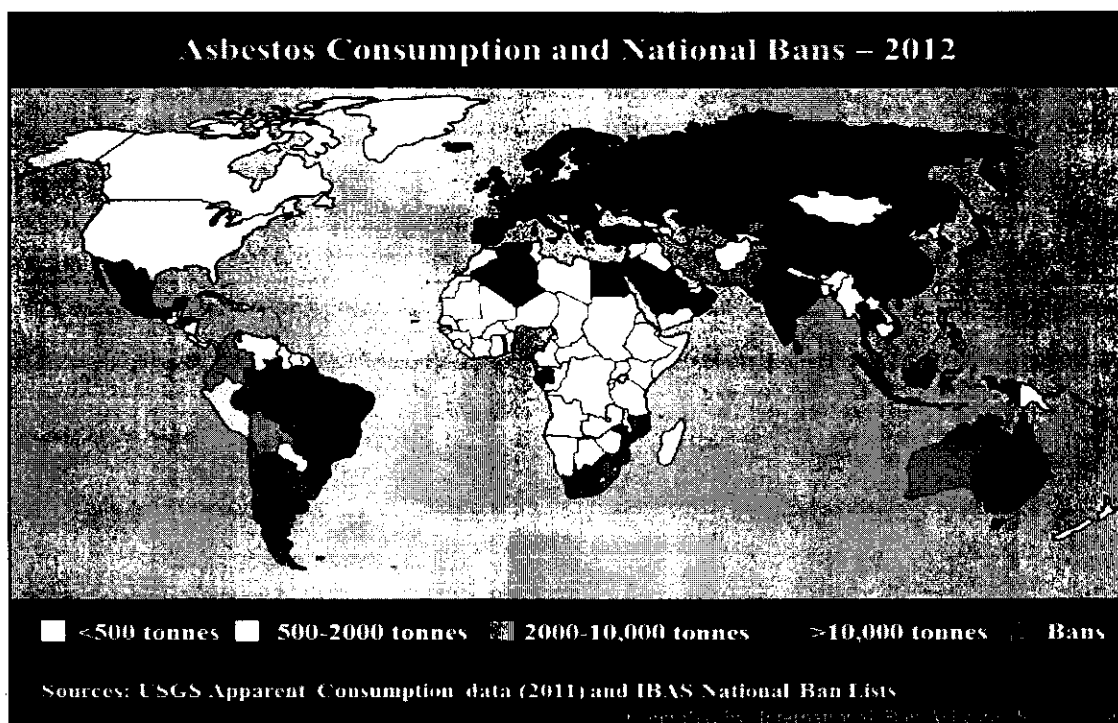 Asbestos Consumption and National Bans – 2012
<500 tonnes 500-2000 tonnes 2000-10,000 tonnes >10,000 tonnes Bans
Sources: USGS Apparent Consumption data (2011) and IBAS National Ban Lists